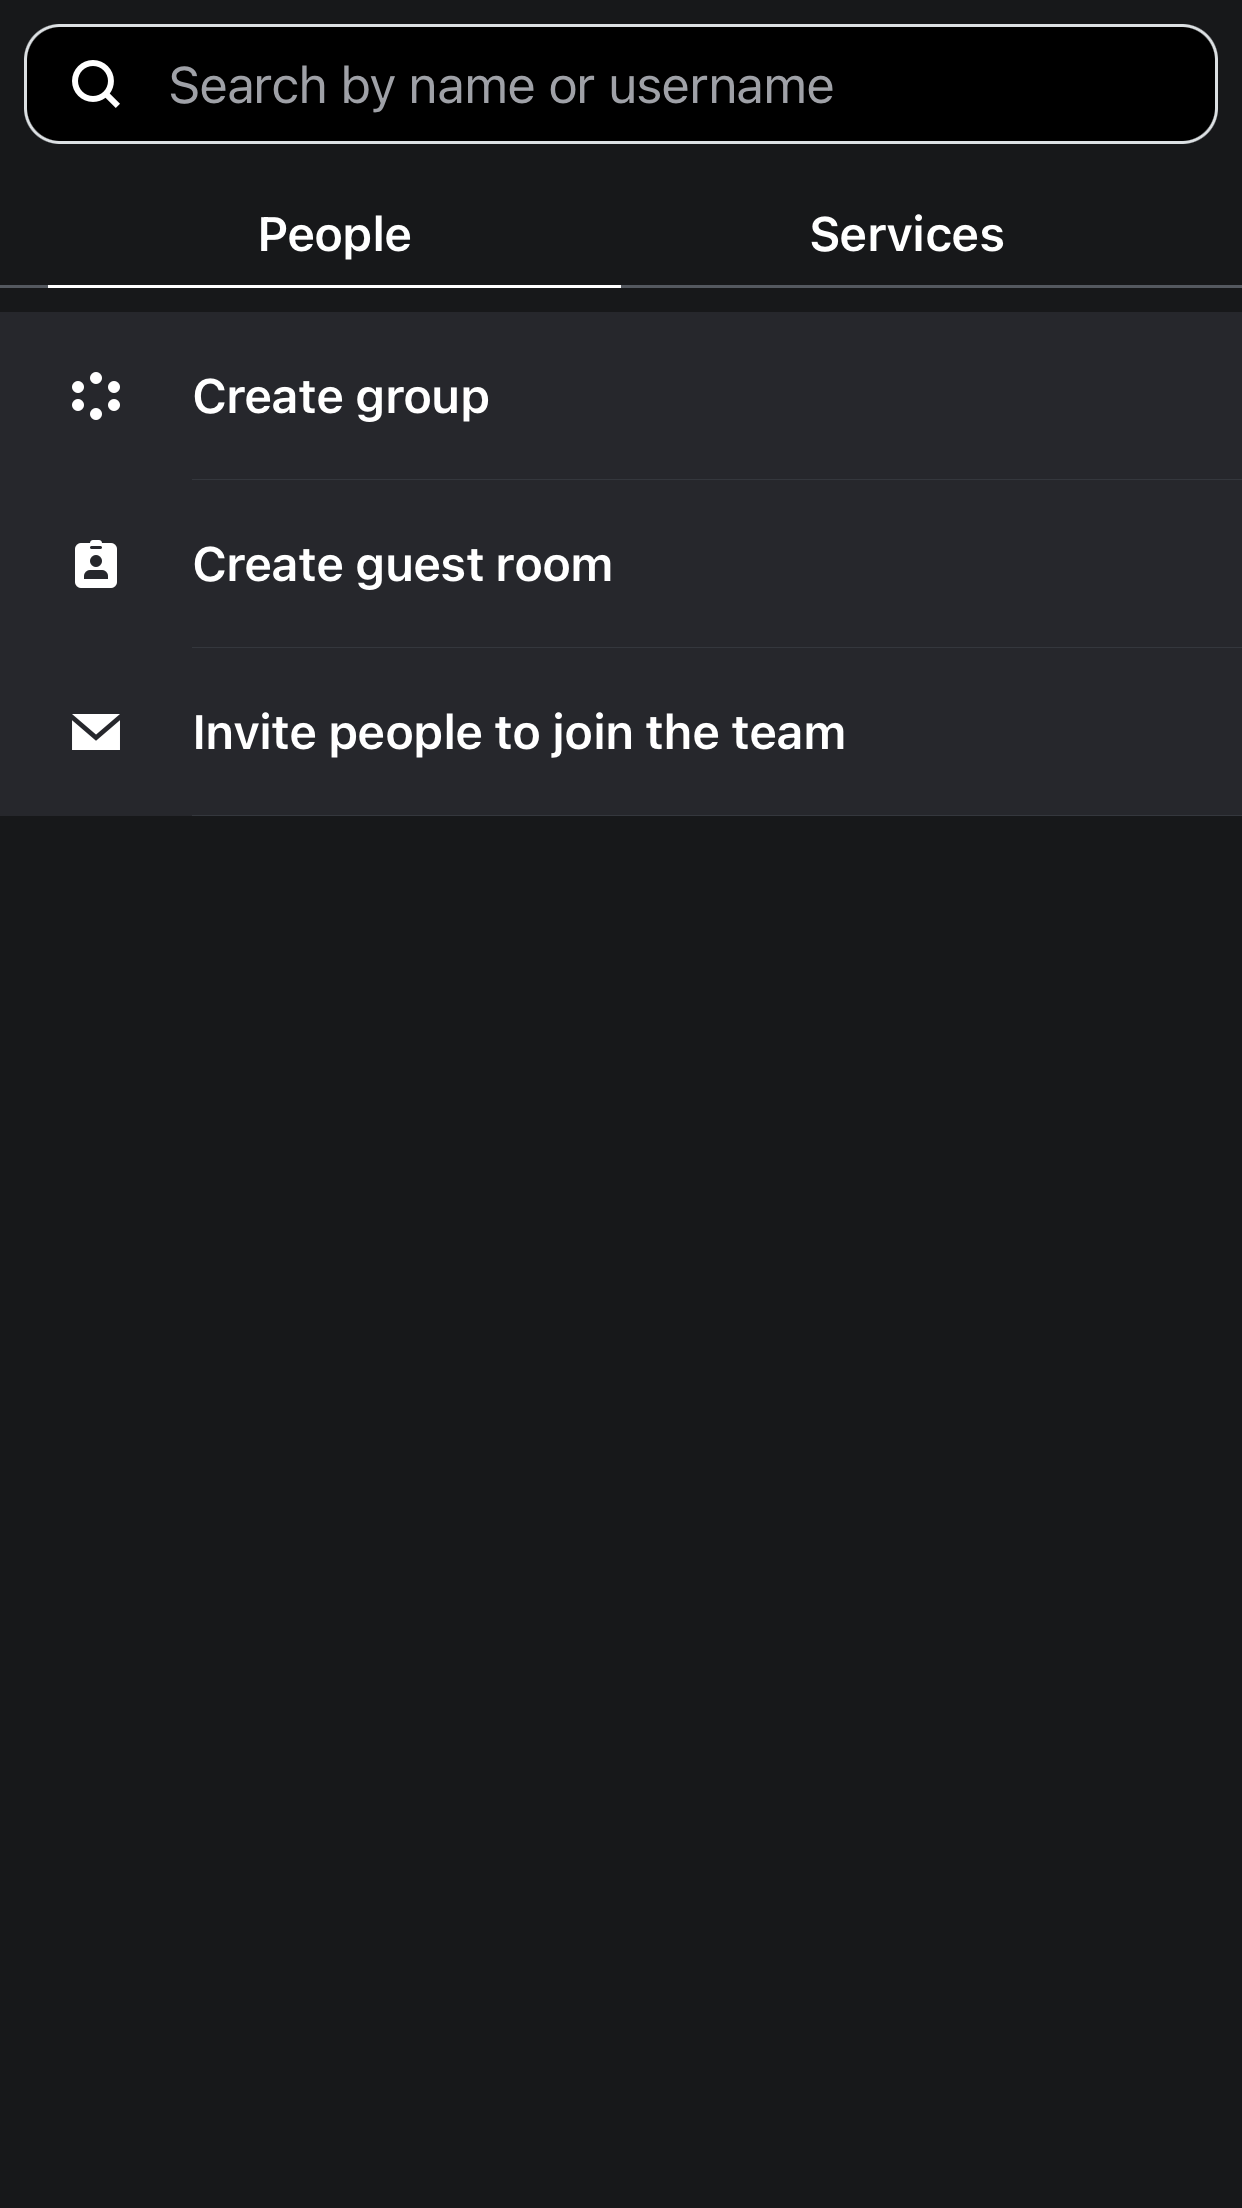 Search by name or username
People
Services
Create group
Create guest room
Invite people to join the team